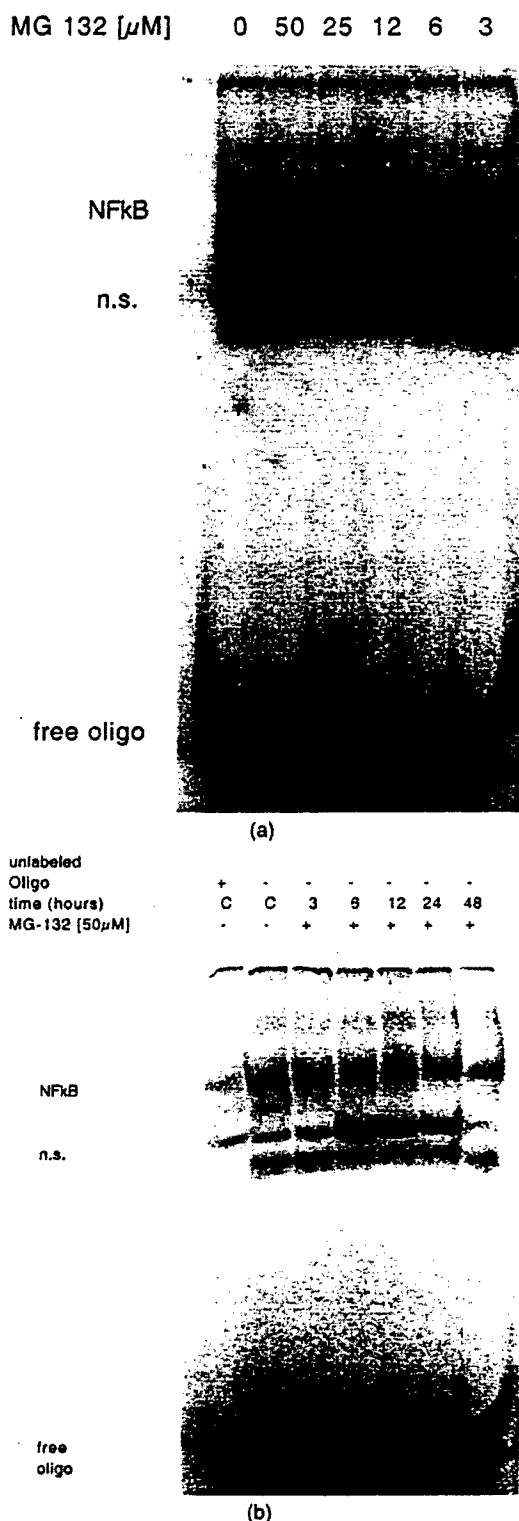 MG 132 [µM] 0 50 25 12 6 3
NFkB
n.s.
free oligo
(a)
unlabeled
Oligo + - - - - - -
time (hours) C C 3 6 12 24 48
MG-132 [50µM] - - + + + + +
NFkB
n.s.
free
oligo
(b)